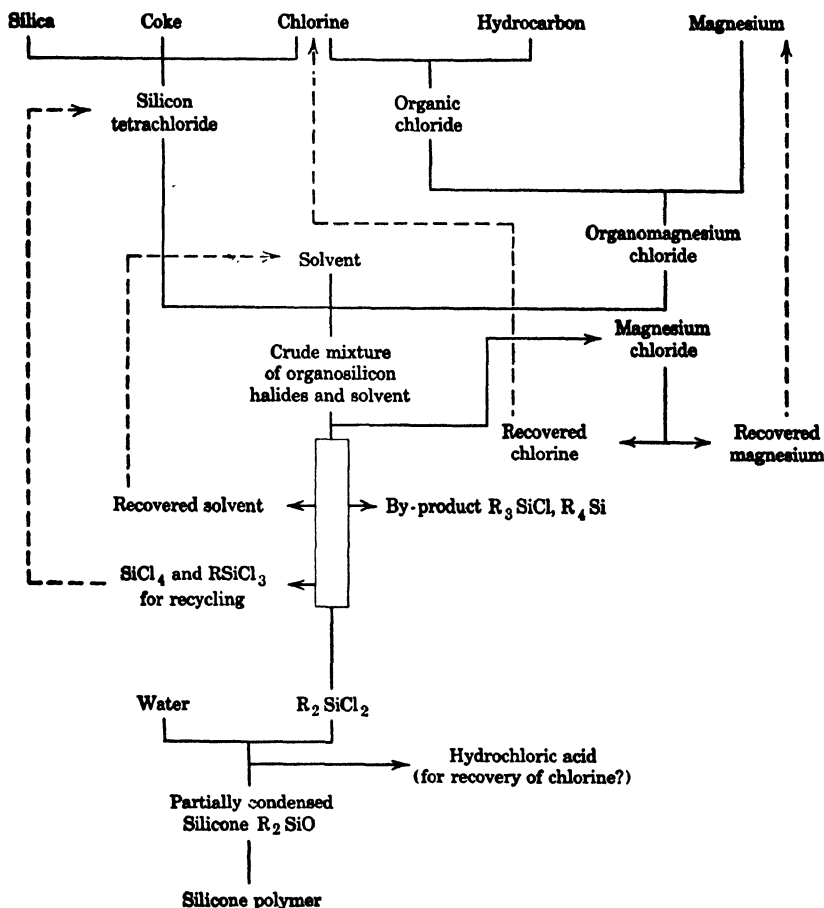 Silica Coke Chlorine Hydrocarbon Magnesium
Silicon
tetrachloride
Organic
chloride
Organomagnesium
chloride
Solvent
Magnesium
chloride
Crude mixture
of organosilicon
halides and solvent
Recovered
chlorine
Recovered
magnesium
Recovered solvent
By-product R₃SiCl, R₄Si
SiCl₄ and RSiCl₃
for recycling
Water
R₂SiCl₂
Hydrochloric acid
(for recovery of chlorine?)
Partially condensed
Silicone R₂SiO
Silicone polymer